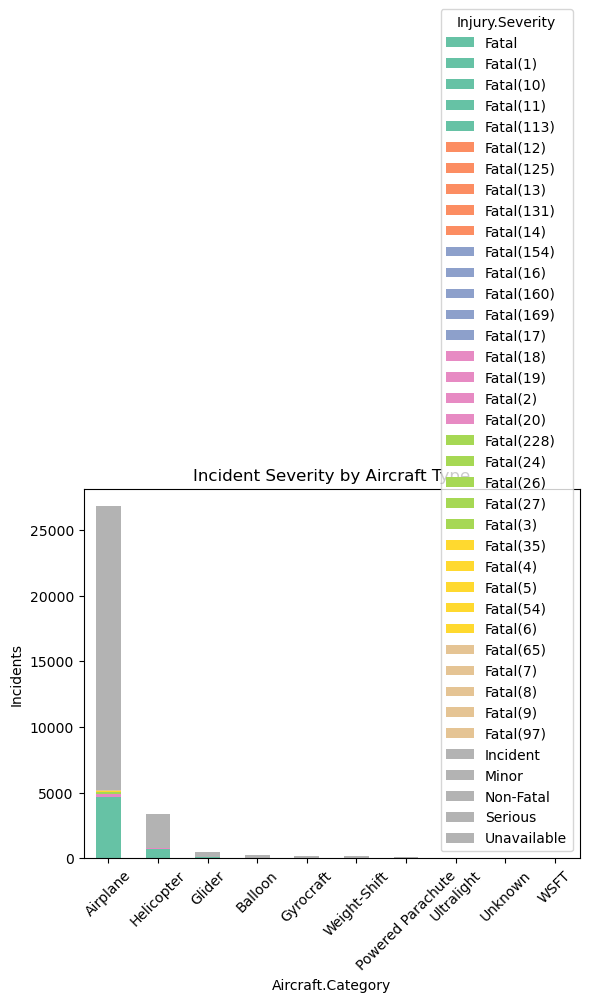 Injury.Severity
Fatal
Fatal(1)
Fatal(10)
Fatal(11)
Fatal(113)
Fatal(12)
Fatal(125)
Fatal(13)
Fatal(131)
Fatal(14)
Fatal(154)
Fatal(16)
Fatal(160)
Fatal(169)
Fatal(17)
Fatal(18)
Fatal(19)
Fatal(2)
Fatal(20)
Fatal(228)
Fatal(24)
Fatal(26)
Fatal(27)
Fatal(3)
Fatal(35)
Fatal(4)
Fatal(5)
Fatal(54)
Fatal(6)
Fatal(65)
Fatal(7)
Fatal(8)
Fatal(9)
Fatal(97)
Incident
Minor
Non-Fatal
Serious
Unavailable
Incident Severity by Aircraft Type
Incidents
25000
20000
15000
10000
5000
0
Airplane
Helicopter
Glider
Balloon
Gyrocraft
Weight-Shift
Powered Parachute
Ultralight
Unknown
WSFT
Aircraft.Category